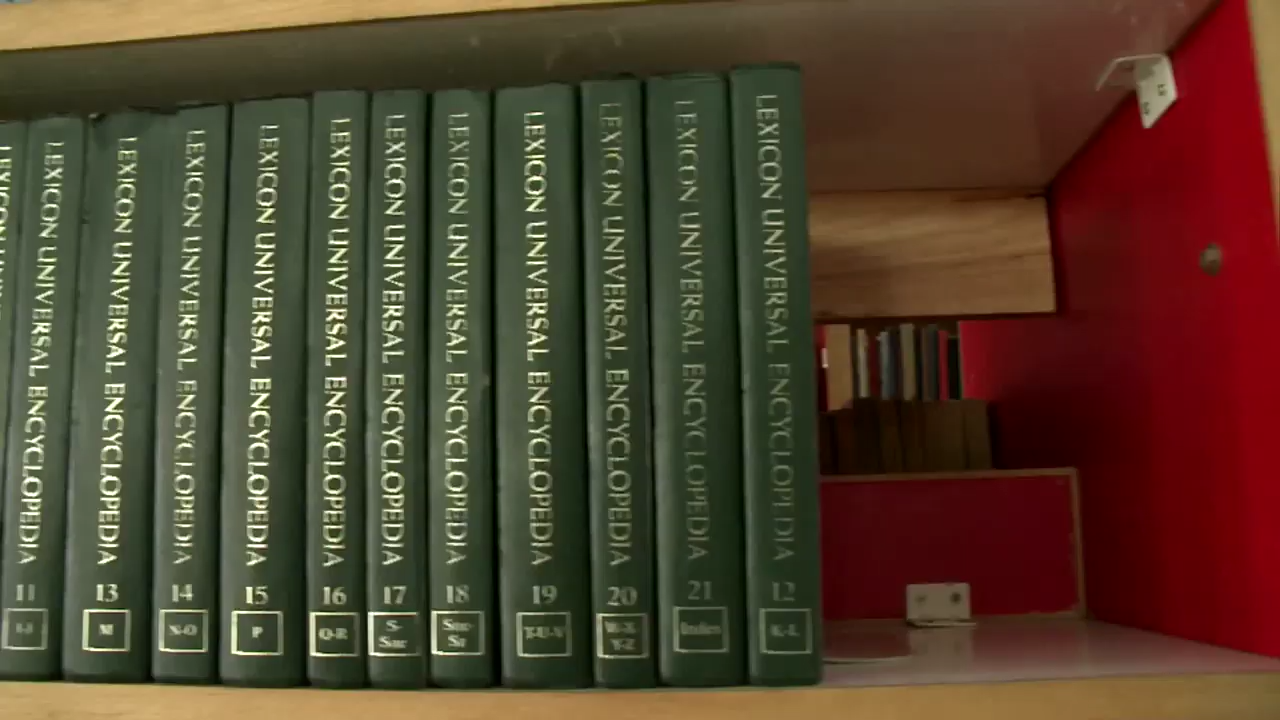 LEXICON
LEXICON UNIVERSAL ENCYCLOPEDIA
11
I-J
LEXICON UNIVERSAL ENCYCLOPEDIA
13
M
LEXICON UNIVERSAL ENCYCLOPEDIA
14
N-O
LEXICON UNIVERSAL ENCYCLOPEDIA
15
P
LEXICON UNIVERSAL ENCYCLOPEDIA
16
Q-R
LEXICON UNIVERSAL ENCYCLOPEDIA
17
S-
LEXICON UNIVERSAL ENCYCLOPEDIA
18
LEXICON UNIVERSAL ENCYCLOPEDIA
19
T-U-V
LEXICON UNIVERSAL ENCYCLOPEDIA
20
W-X
Y-Z
LEXICON UNIVERSAL ENCYCLOPEDIA
21
Index
LEXICON UNIVERSAL ENCYCLOPEDIA
12
K-L